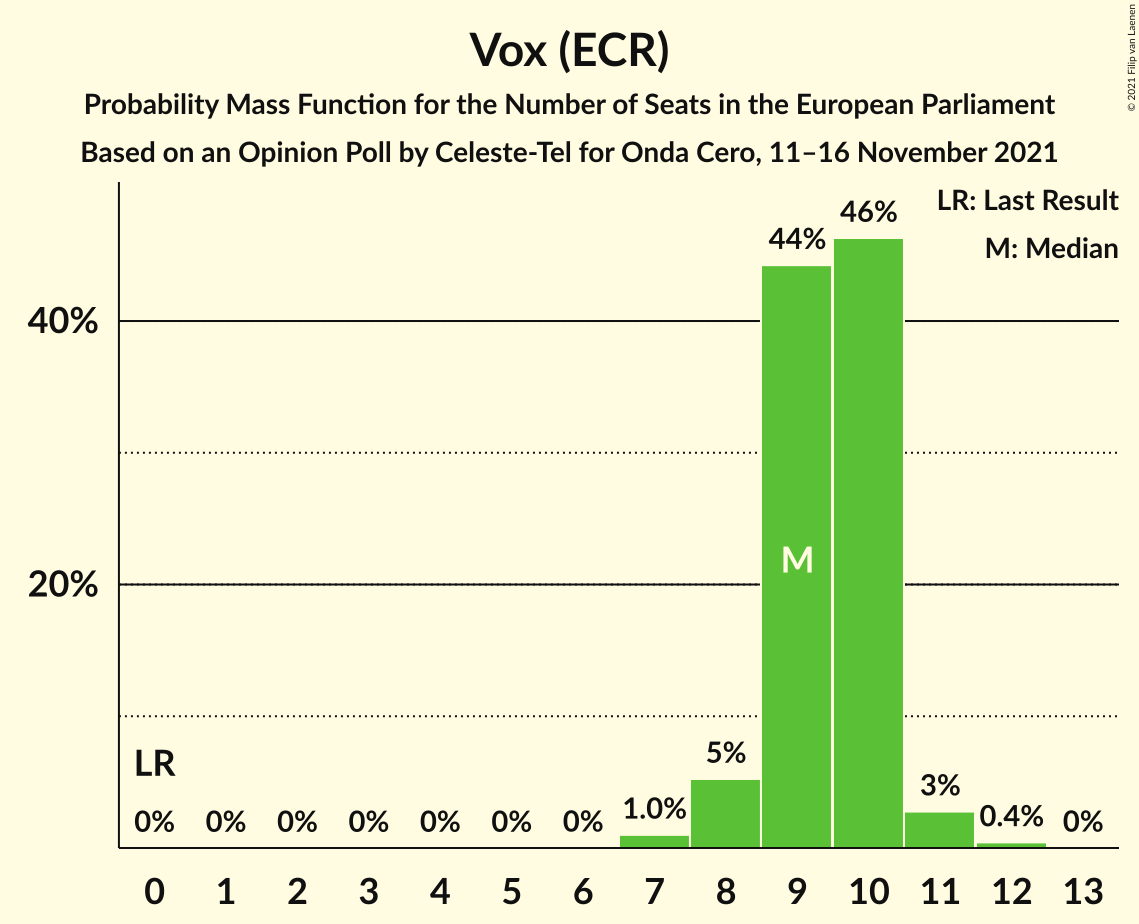 © 2021 Filip van Laenen
Vox (ECR)
Probability Mass Function for the Number of Seats in the European Parliament
Based on an Opinion Poll by Celeste-Tel for Onda Cero, 11–16 November 2021
LR: Last Result
M: Median
46%
44%
40%
M
20%
LR
5%
3%
0% 0% 0% 0% 0% 0% 0% 1.0% 0.4% 0%
0 1 2 3 4 5 6 7 8 9 10 11 12 13